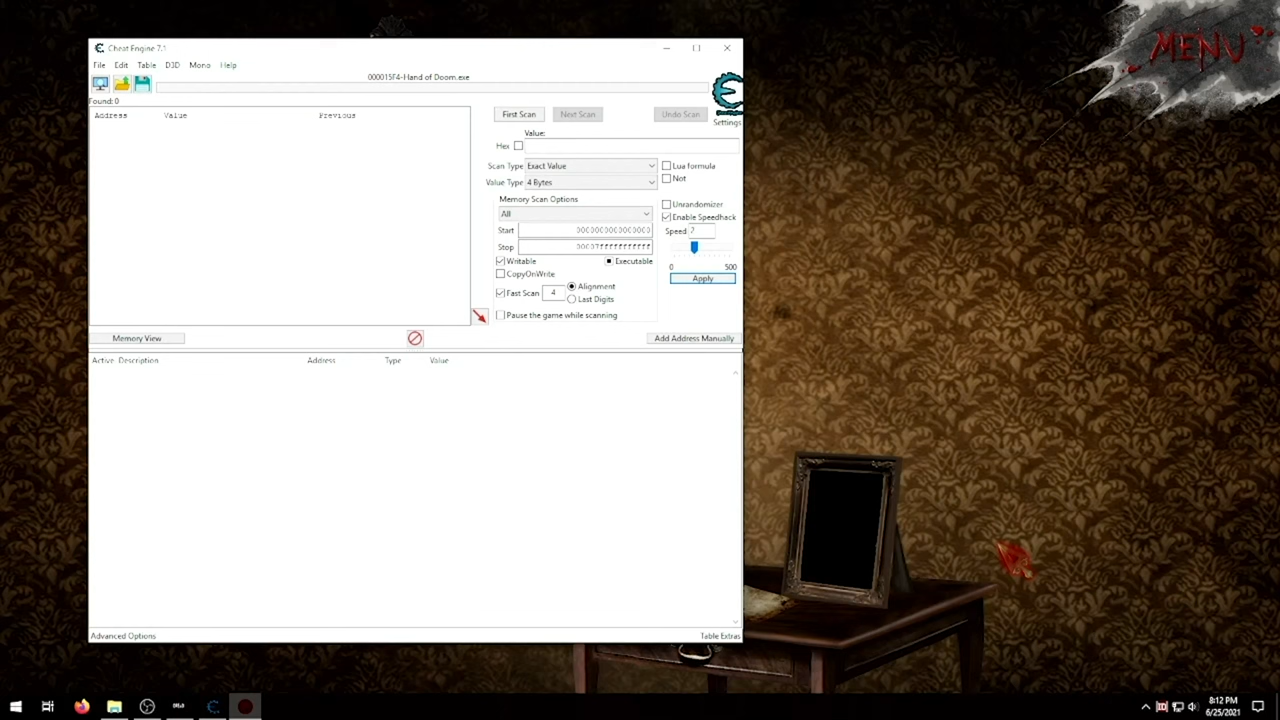 MENU
Cheat Engine 7.1
File Edit Table D3D Mono Help
000015F4-Hand of Doom.exe
Found: 0
Address Value Previous
First Scan Next Scan Undo Scan
Settings
Value:
Hex
Scan Type Exact Value
Lua formula
Value Type 4 Bytes
Not
Memory Scan Options
All
Unrandomizer
Enable Speedhack
Start 0000000000000000
Speed 2
Stop 00007fffffffffff
Writable Executable
0 500
CopyOnWrite
Apply
Fast Scan 4 Alignment
Last Digits
Pause the game while scanning
Memory View
Add Address Manually
Active Description Address Type Value
Advanced Options
Table Extras
8:12 PM
6/25/2021